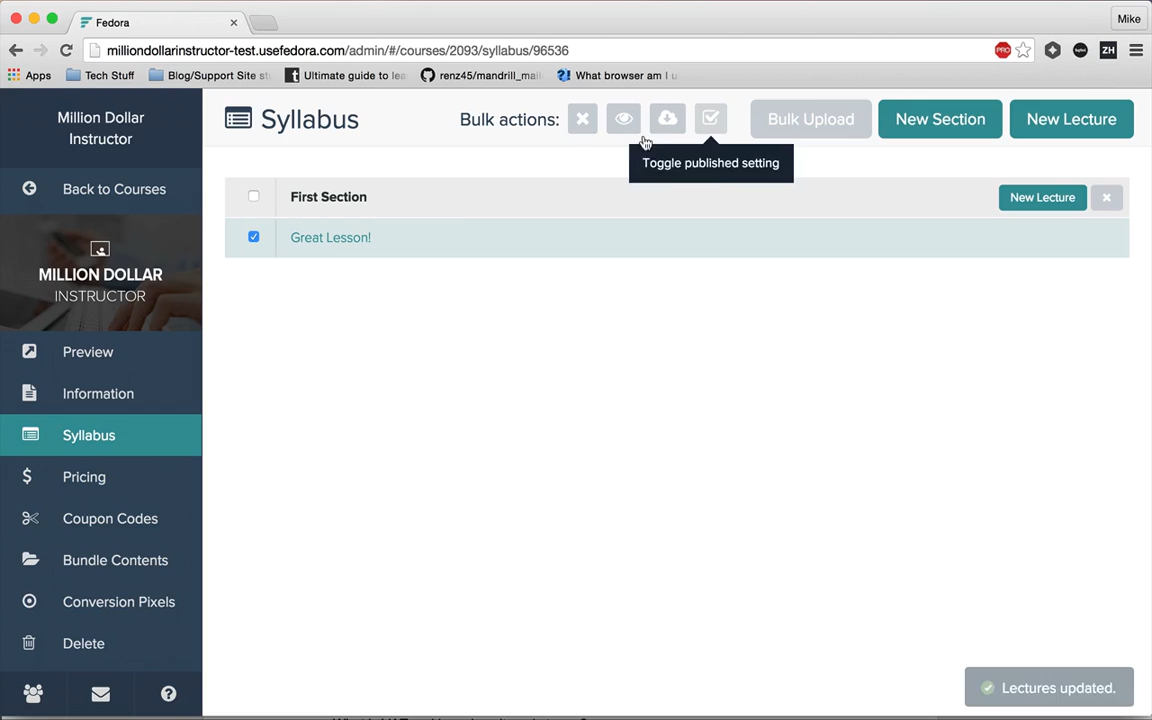 Fedora
Mike
milliondollarinstructor-test.usefedora.com/admin/#/courses/2093/syllabus/96536
PRO
ZH
Apps
Tech Stuff
Blog/Support Site st
Ultimate guide to lea
renz45/mandrill_mail
What browser am I u
Million Dollar
Instructor
Back to Courses
MILLION DOLLAR
INSTRUCTOR
Preview
Information
Syllabus
Pricing
Coupon Codes
Bundle Contents
Conversion Pixels
Delete
Syllabus
Bulk actions:
Bulk Upload
New Section
New Lecture
Toggle published setting
First Section
New Lecture
Great Lesson!
Lectures updated.